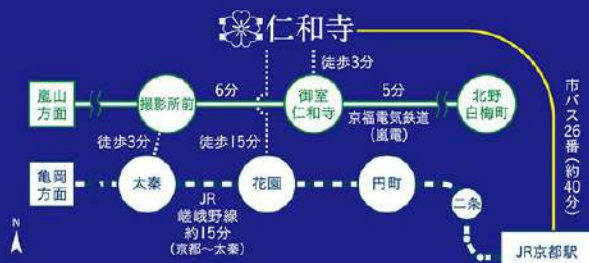 仁和寺
徒歩3分
嵐山
方面
撮影所前
6分
御室
仁和寺
5分
京福電気鉄道
(嵐電)
北野
白梅町
市バス26番(約40分)
徒歩3分
徒歩15分
亀岡
方面
太秦
JR
嵯峨野線
約15分
(京都〜太秦)
花園
円町
二条
JR京都駅
N